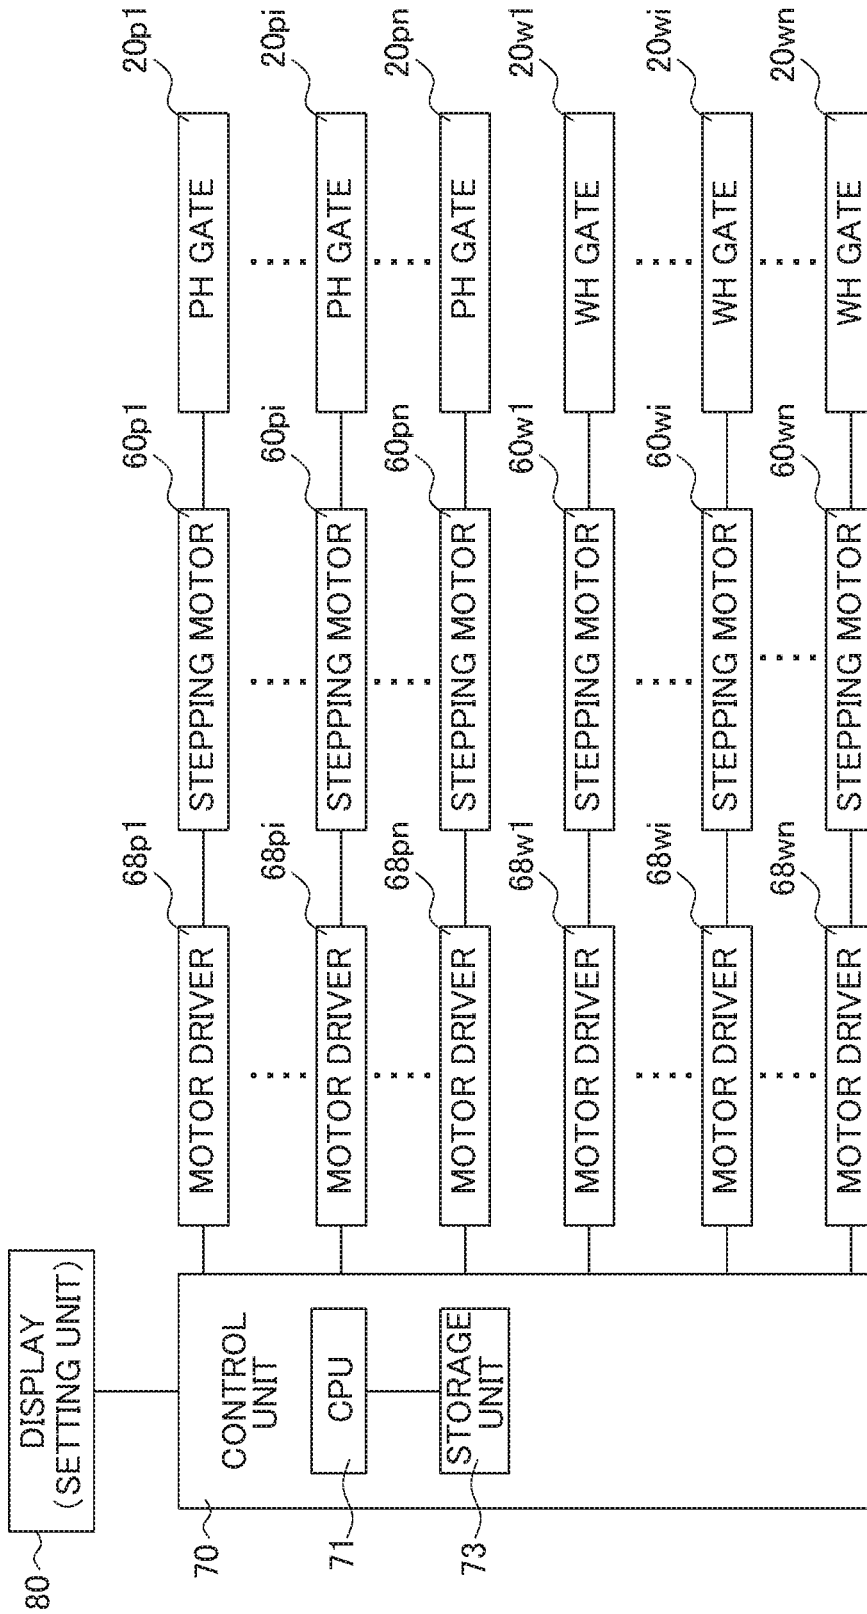 80
DISPLAY
(SETTING UNIT)
70
CONTROL
UNIT
71
CPU
73
STORAGE
UNIT
68p1
MOTOR DRIVER
60p1
STEPPING MOTOR
20p1
PH GATE
68pi
MOTOR DRIVER
60pi
STEPPING MOTOR
20pi
PH GATE
68pn
MOTOR DRIVER
60pn
STEPPING MOTOR
20pn
PH GATE
68w1
MOTOR DRIVER
60w1
STEPPING MOTOR
20w1
WH GATE
68wi
MOTOR DRIVER
60wi
STEPPING MOTOR
20wi
WH GATE
68wn
MOTOR DRIVER
60wn
STEPPING MOTOR
20wn
WH GATE